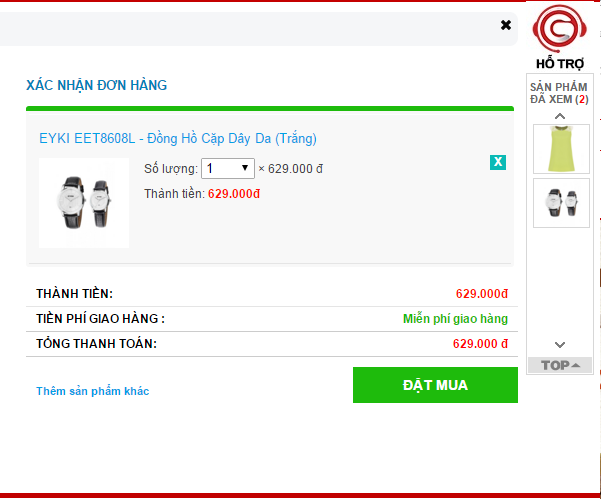 ✖
HỖ TRỢ
XÁC NHẬN ĐƠN HÀNG
SẢN PHẨM
ĐÃ XEM (2)
EYKI EET8608L - Đồng Hồ Cặp Dây Da (Trắng)
Số lượng: 1 × 629.000 đ
X
Thành tiền: 629.000đ
THÀNH TIỀN: 629.000đ
TIỀN PHÍ GIAO HÀNG : Miễn phí giao hàng
TỔNG THANH TOÁN: 629.000 đ
TOP
Thêm sản phẩm khác
ĐẶT MUA